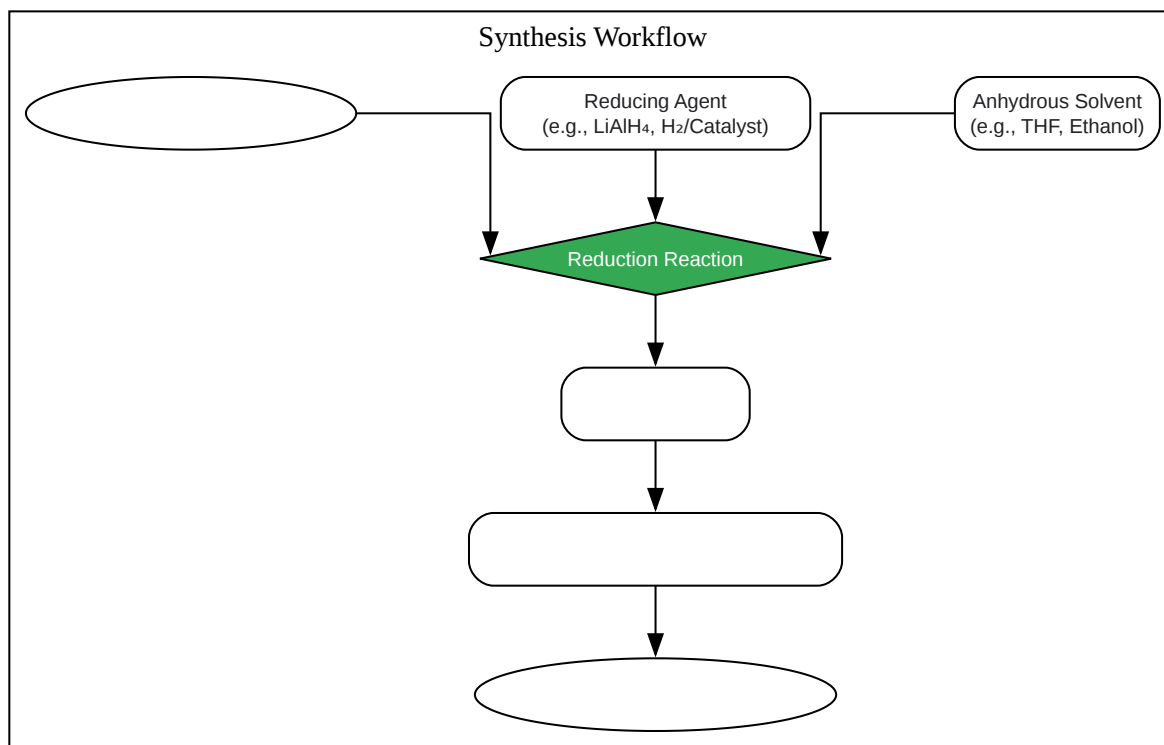 Synthesis Workflow
Reducing Agent
(e.g., LiAlH₄, H₂/Catalyst)
Anhydrous Solvent
(e.g., THF, Ethanol)
Reduction Reaction